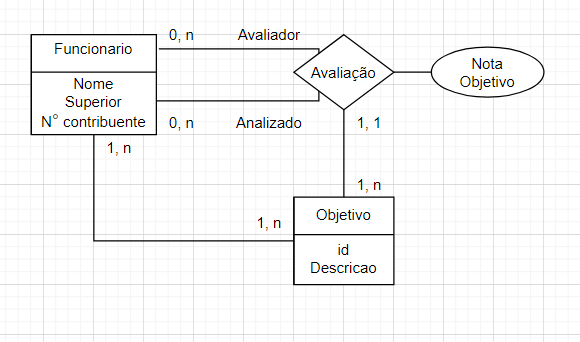 Funcionario
Nome
Superior
N° contribuente
0, n
Avaliador
0, n
Analizado
Avaliação
Nota
Objetivo
1, 1
1, n
1, n
1, n
Objetivo
id
Descricao